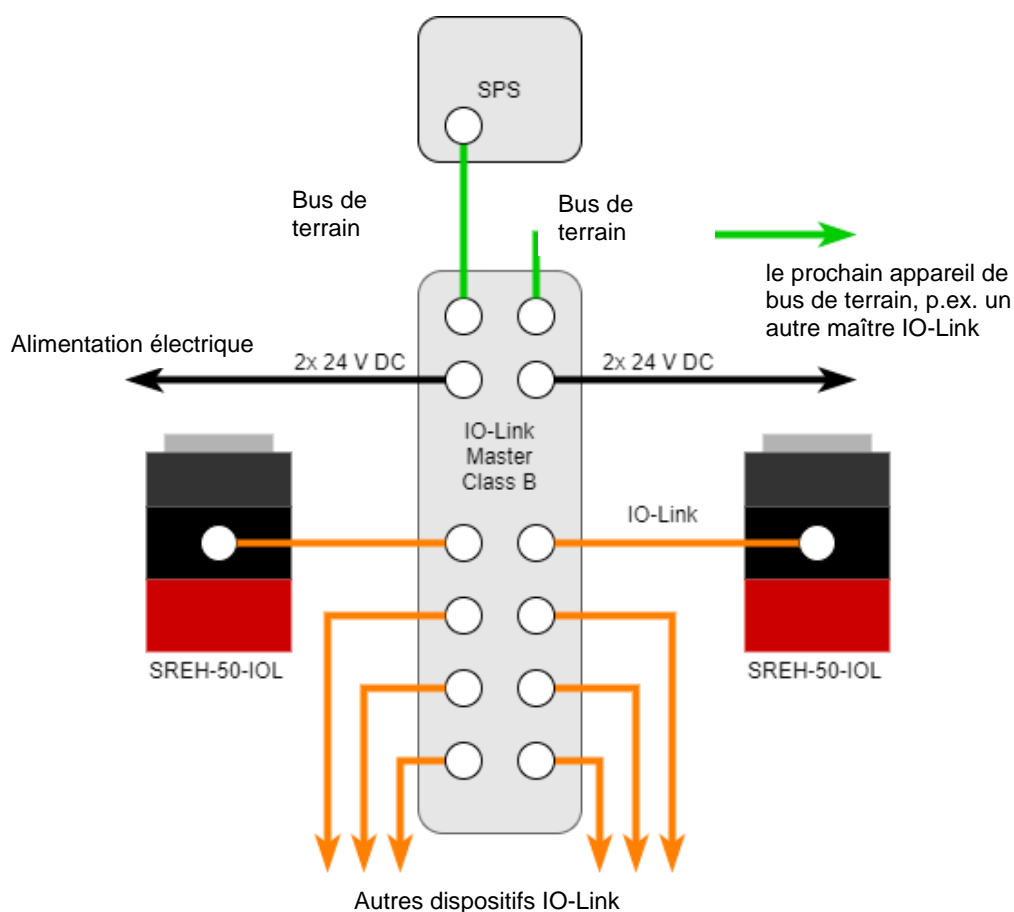 SPS
Bus de
terrain
Bus de
terrain
le prochain appareil de
bus de terrain, p.ex. un
autre maître IO-Link
Alimentation électrique
2x 24 V DC
2x 24 V DC
IO-Link
Master
Class B
IO-Link
SREH-50-IOL
SREH-50-IOL
Autres dispositifs IO-Link